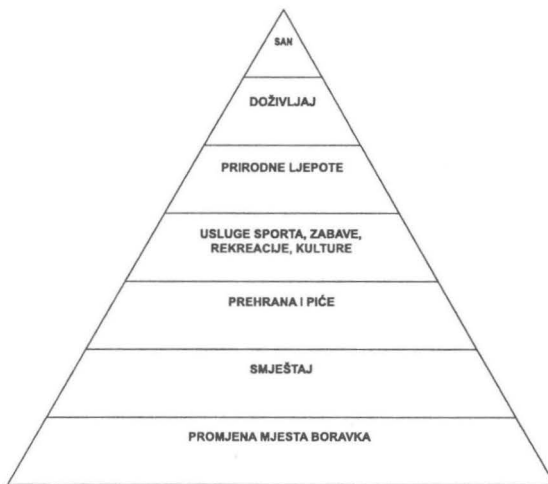 SAN
DOŽIVLJAJ
PRIRODNE LJEPOTE
USLUGE SPORTA, ZABAVE,
REKREACIJE, KULTURE
PREHRANA I PIĆE
SMJEŠTAJ
PROMJENA MJESTA BORAVKA